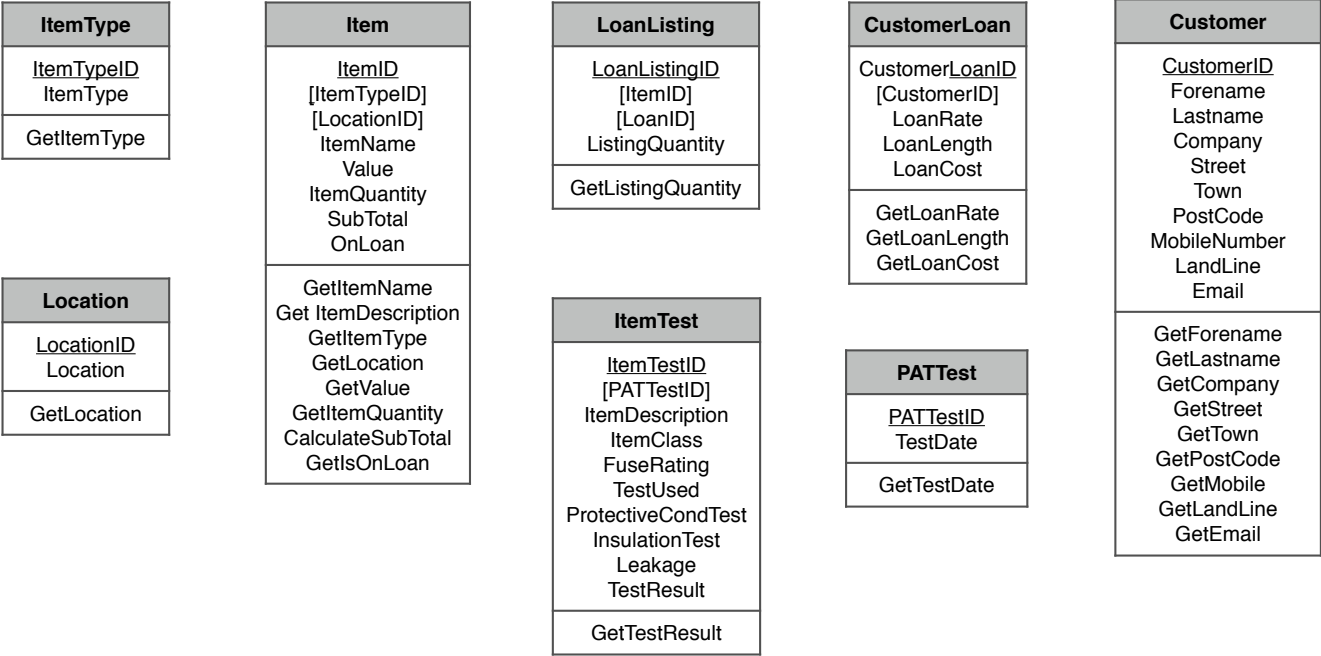 ItemType
ItemTypeID
ItemType
GetItemType
Location
LocationID
Location
GetLocation
Item
ItemID
[ItemTypeID]
[LocationID]
ItemName
Value
ItemQuantity
SubTotal
OnLoan
GetItemName
Get ItemDescription
GetItemType
GetLocation
GetValue
GetItemQuantity
CalculateSubTotal
GetIsOnLoan
LoanListing
LoanListingID
[ItemID]
[LoanID]
ListingQuantity
GetListingQuantity
ItemTest
ItemTestID
[PATTestID]
ItemDescription
ItemClass
FuseRating
TestUsed
ProtectiveCondTest
InsulationTest
Leakage
TestResult
GetTestResult
CustomerLoan
CustomerLoanID
[CustomerID]
LoanRate
LoanLength
LoanCost
GetLoanRate
GetLoanLength
GetLoanCost
PATTest
PATTestID
TestDate
GetTestDate
Customer
CustomerID
Forename
Lastname
Company
Street
Town
PostCode
MobileNumber
LandLine
Email
GetForename
GetLastname
GetCompany
GetStreet
GetTown
GetPostCode
GetMobile
GetLandLine
GetEmail